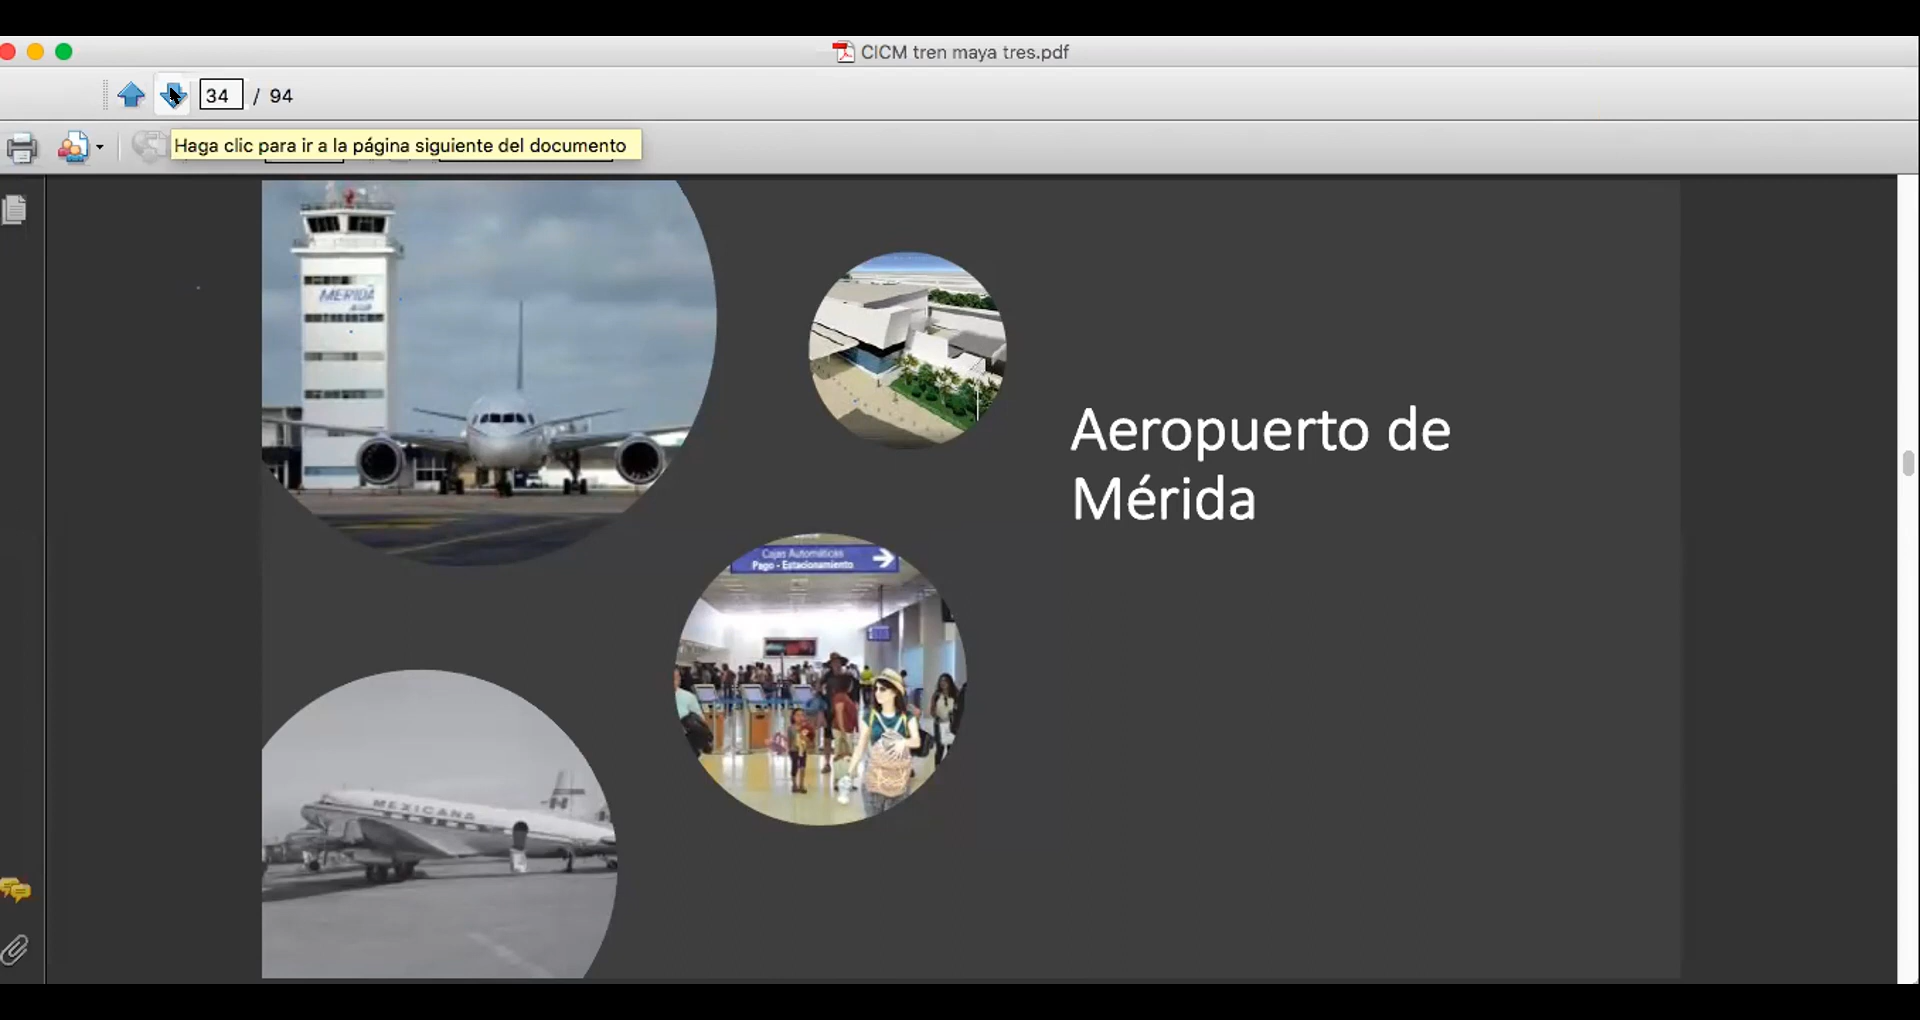 CICM tren maya tres.pdf
34 / 94
Haga clic para ir a la página siguiente del documento
MERIDA
Aeropuerto de
Mérida
Cajas Automáticas
Pago - Estacionamiento
MEXICANA